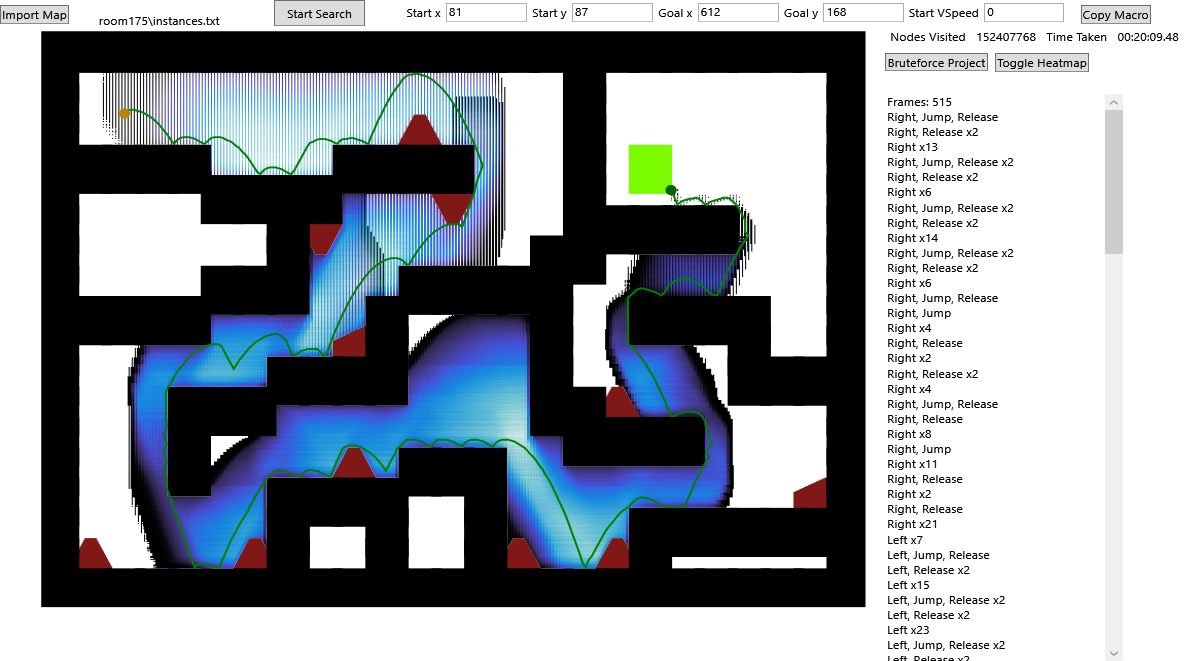 Import Map
room175\instances.txt
Start Search
Start x 81 Start y 87 Goal x 612 Goal y 168 Start VSpeed 0
Copy Macro
Nodes Visited 152407768 Time Taken 00:20:09.48
Bruteforce Project Toggle Heatmap
Frames: 515
Right, Jump, Release
Right, Release x2
Right x13
Right, Jump, Release x2
Right, Release x2
Right x6
Right, Jump, Release x2
Right, Release x2
Right x14
Right, Jump, Release x2
Right, Release x2
Right x6
Right, Jump, Release
Right, Jump
Right x4
Right, Release
Right x2
Right, Release x2
Right x4
Right, Jump, Release
Right, Release
Right x8
Right, Jump
Right x11
Right, Release
Right x2
Right, Release
Right x21
Left x7
Left, Jump, Release
Left, Release x2
Left x15
Left, Jump, Release x2
Left, Release x2
Left x23
Left, Jump, Release x2
Left, Release x2